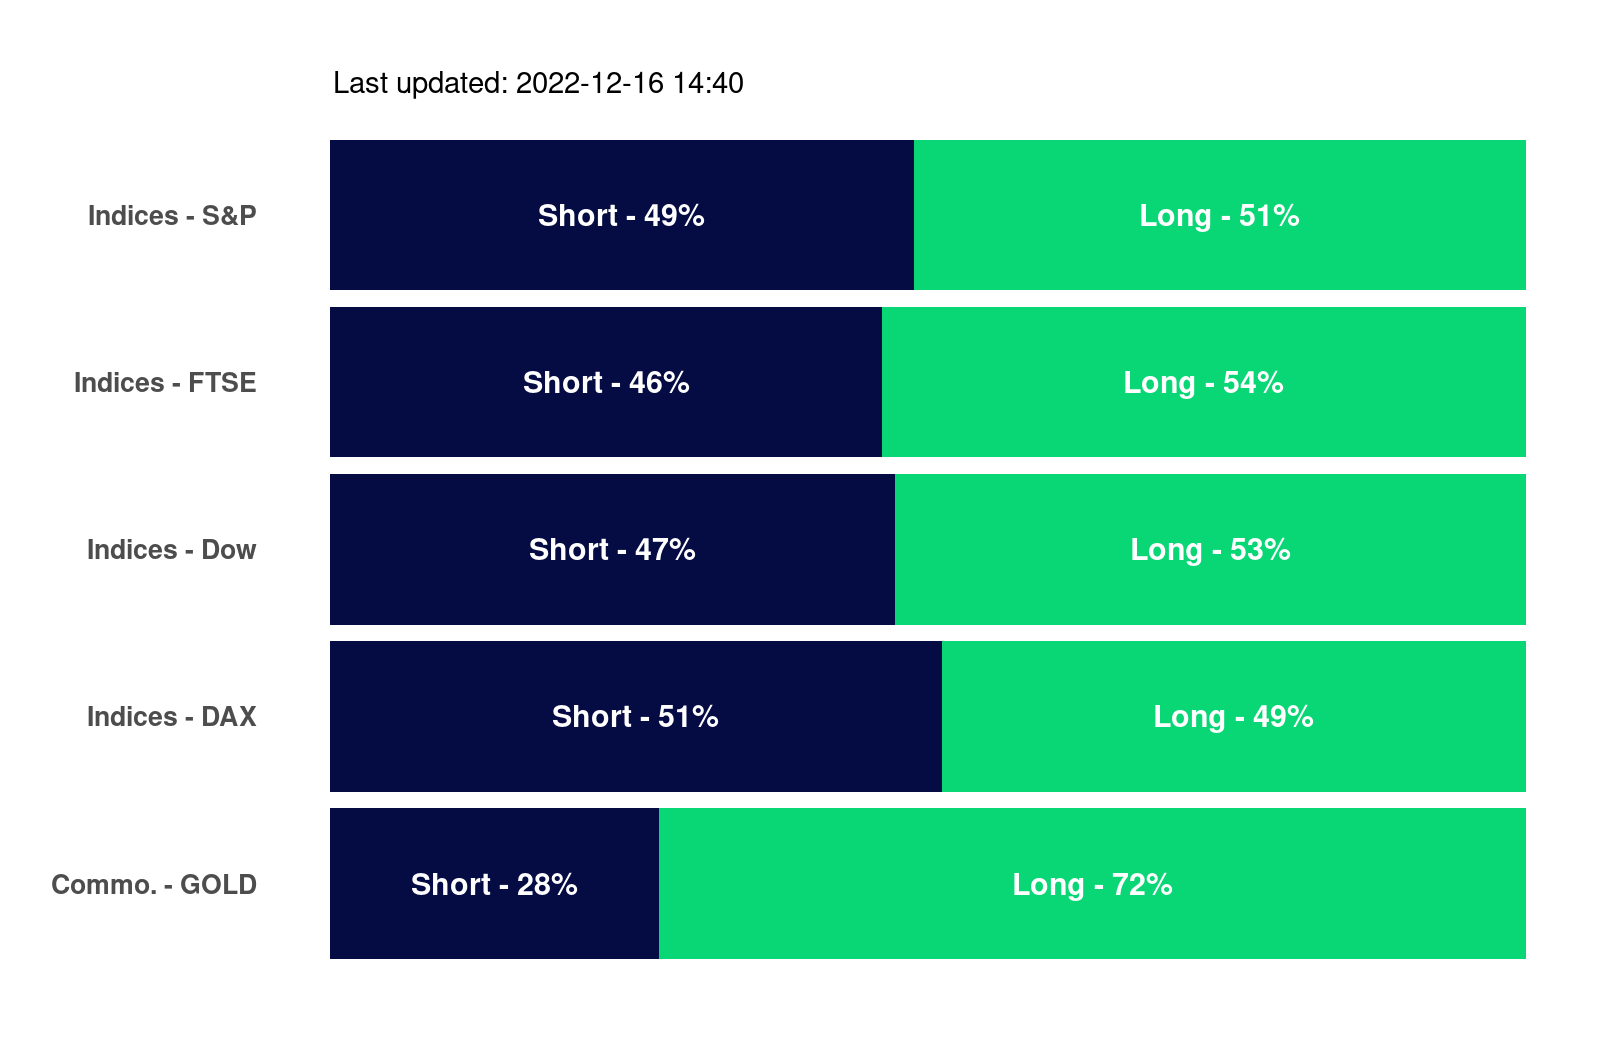 Last updated: 2022-12-16 14:40
Indices - S&P Short - 49% Long - 51%
Indices - FTSE Short - 46% Long - 54%
Indices - Dow Short - 47% Long - 53%
Indices - DAX Short - 51% Long - 49%
Commo. - GOLD Short - 28% Long - 72%